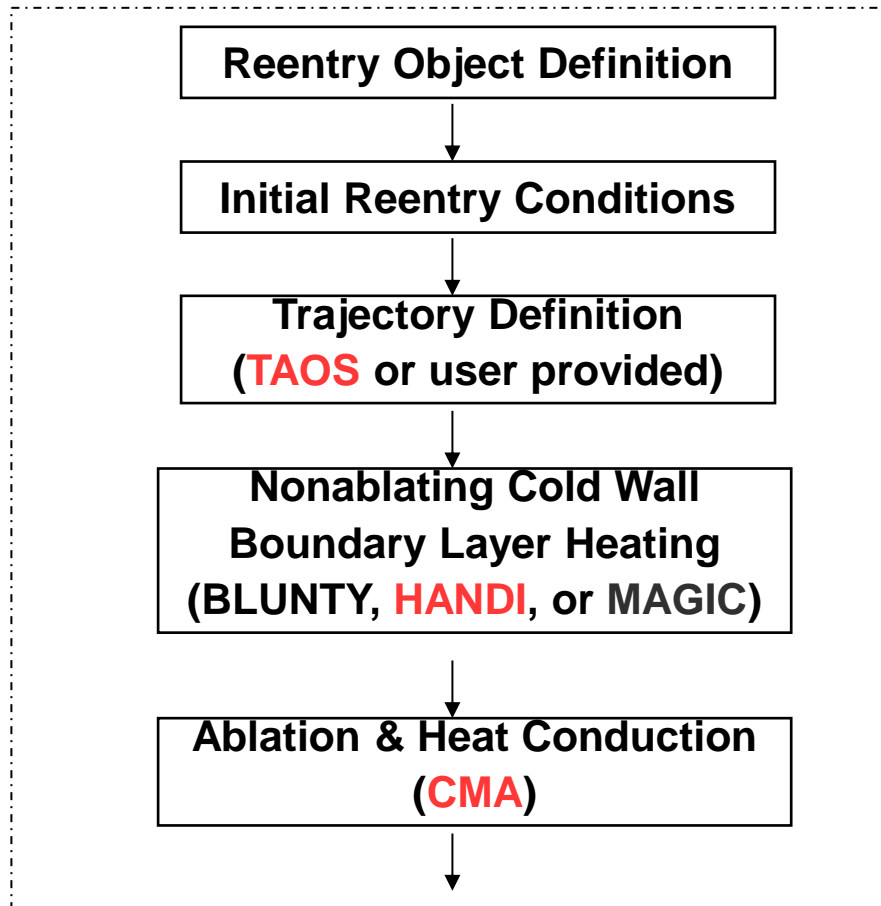 Reentry Object Definition
Initial Reentry Conditions
Trajectory Definition
(TAOS or user provided)
Nonablating Cold Wall
Boundary Layer Heating
(BLUNTY, HANDI, or MAGIC)
Ablation & Heat Conduction
(CMA)